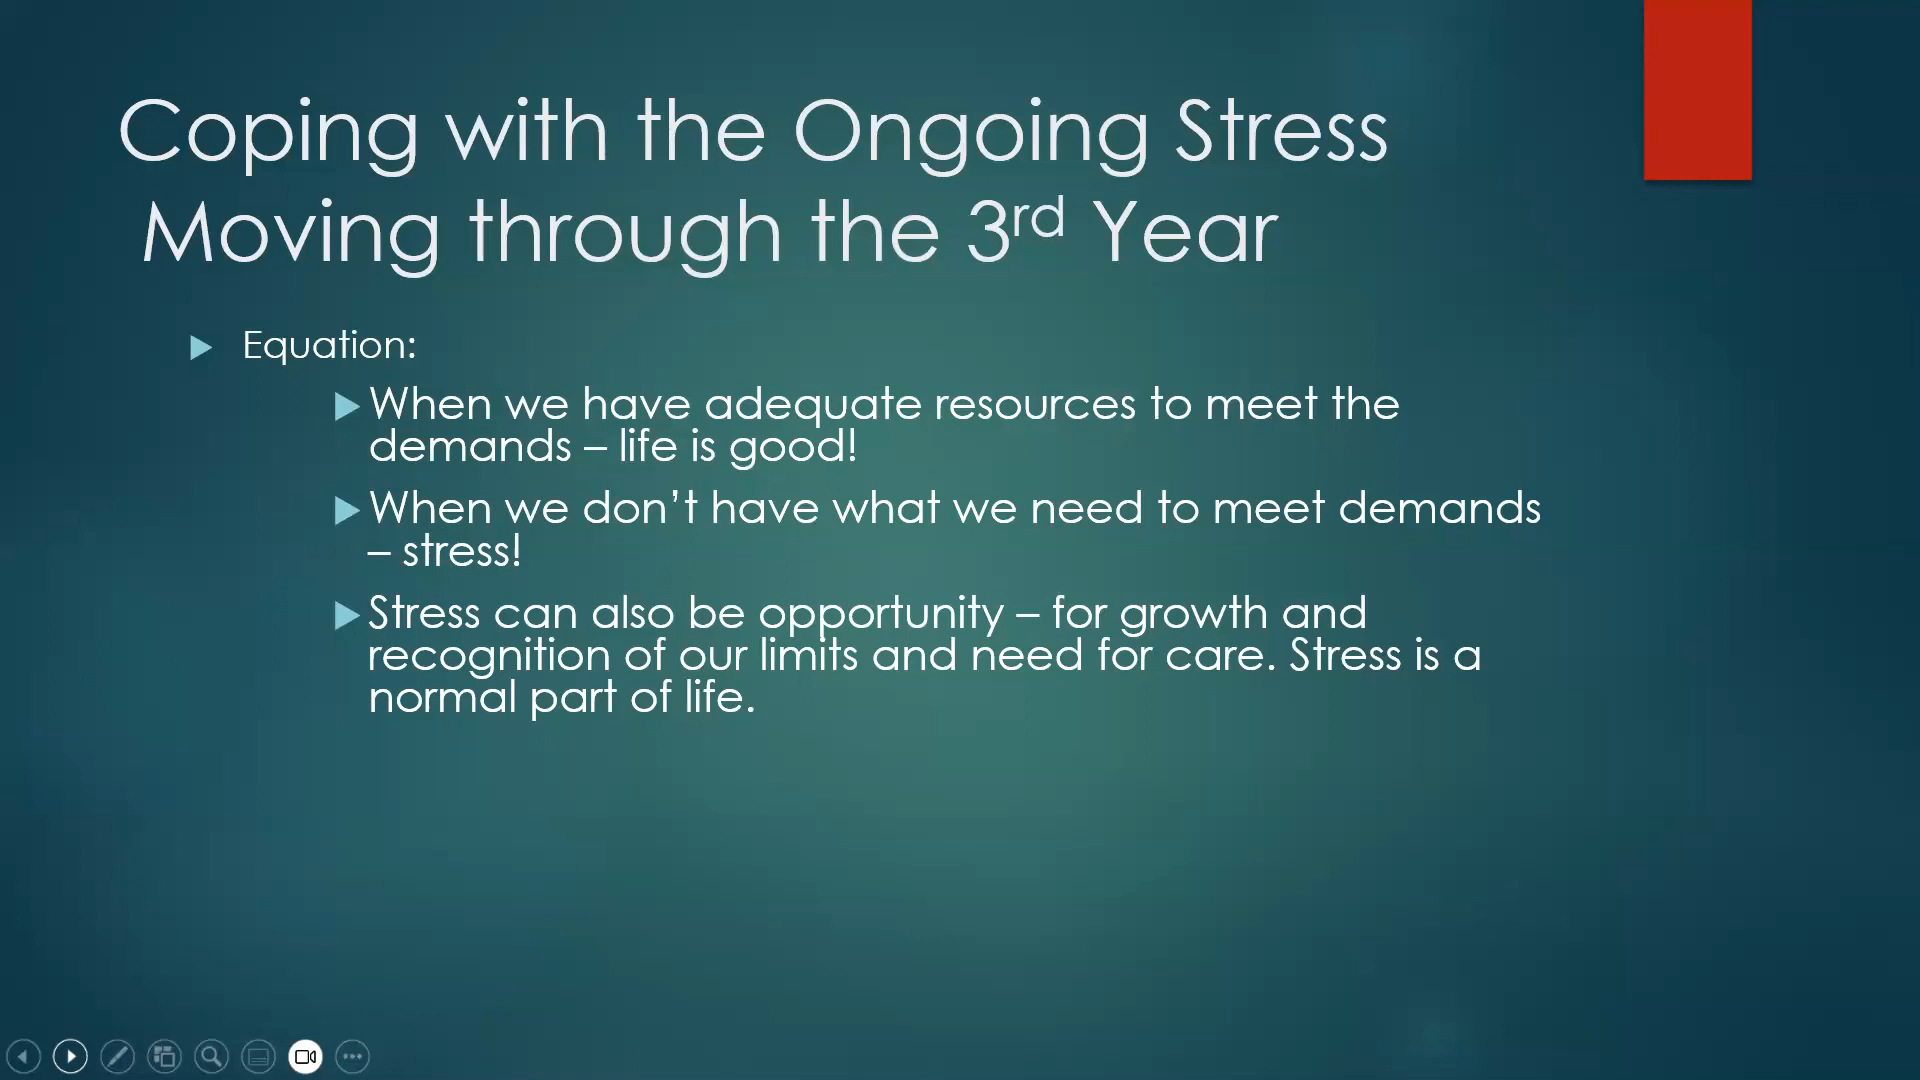 Coping with the Ongoing Stress
Moving through the 3rd Year
Equation:
When we have adequate resources to meet the
demands – life is good!
When we don’t have what we need to meet demands
– stress!
Stress can also be opportunity – for growth and
recognition of our limits and need for care. Stress is a
normal part of life.